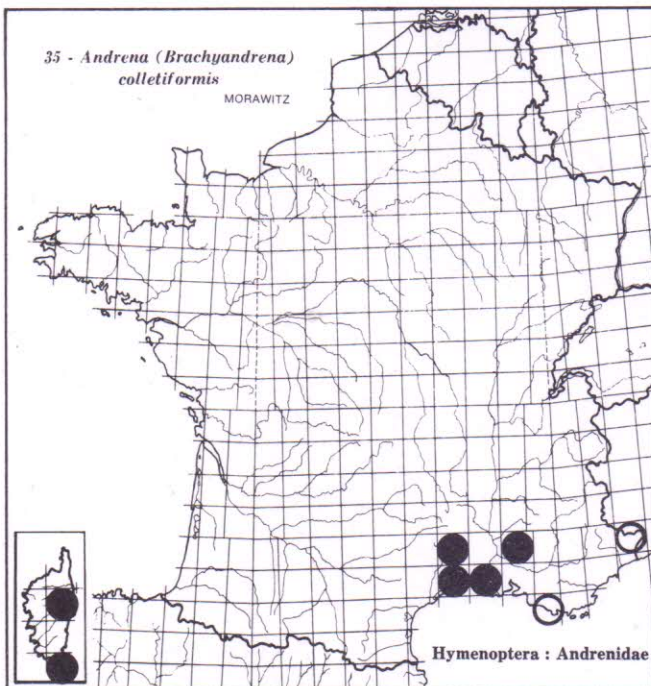 35 - Andrena (Brachyandrena)
colletiformis
MORAWITZ
Hymenoptera : Andrenidae